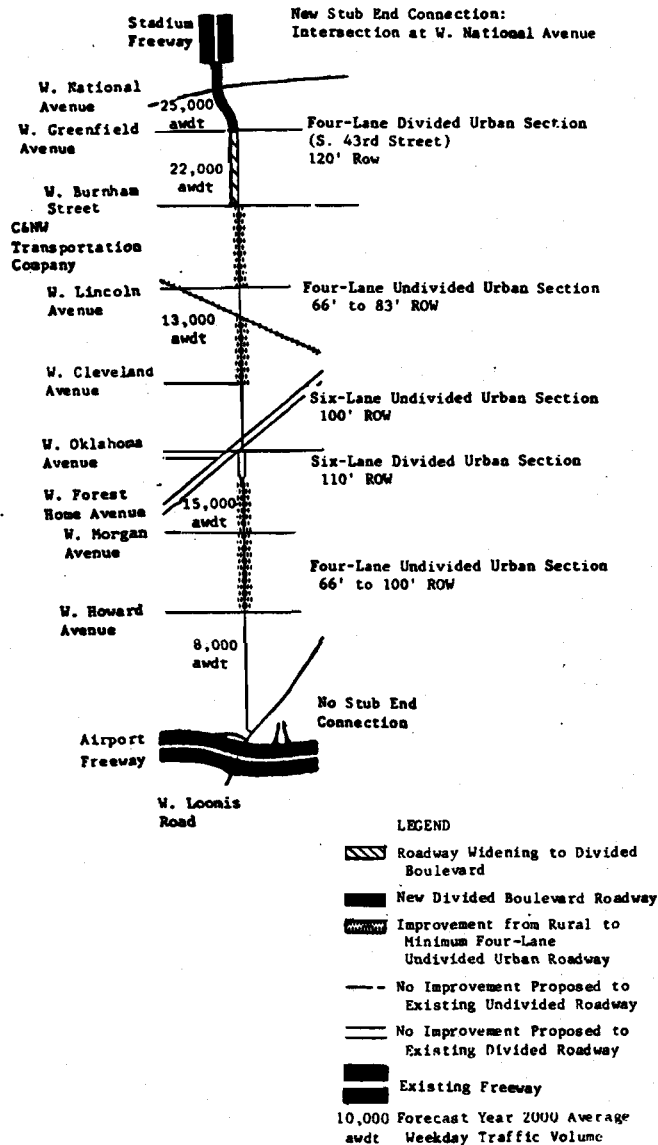 Stadium
Freeway
New Stub End Connection:
Intersection at W. National Avenue
W. National
Avenue
25,000
awdt
W. Greenfield
Avenue
Four-Lane Divided Urban Section
(S. 43rd Street)
120' Row
22,000
awdt
W. Burnham
Street
C&NW
Transportation
Company
W. Lincoln
Avenue
Four-Lane Undivided Urban Section
66' to 83' ROW
13,000
awdt
W. Cleveland
Avenue
Six-Lane Undivided Urban Section
100' ROW
W. Oklahoma
Avenue
Six-Lane Divided Urban Section
110' ROW
W. Forest
Home Avenue
15,000
awdt
W. Morgan
Avenue
Four-Lane Undivided Urban Section
66' to 100' ROW
W. Howard
Avenue
8,000
awdt
No Stub End
Connection
Airport
Freeway
W. Loomis
Road
LEGEND
Roadway Widening to Divided
Boulevard
New Divided Boulevard Roadway
Improvement from Rural to
Minimum Four-Lane
Undivided Urban Roadway
No Improvement Proposed to
Existing Undivided Roadway
No Improvement Proposed to
Existing Divided Roadway
Existing Freeway
10,000 Forecast Year 2000 Average
awdt Weekday Traffic Volume